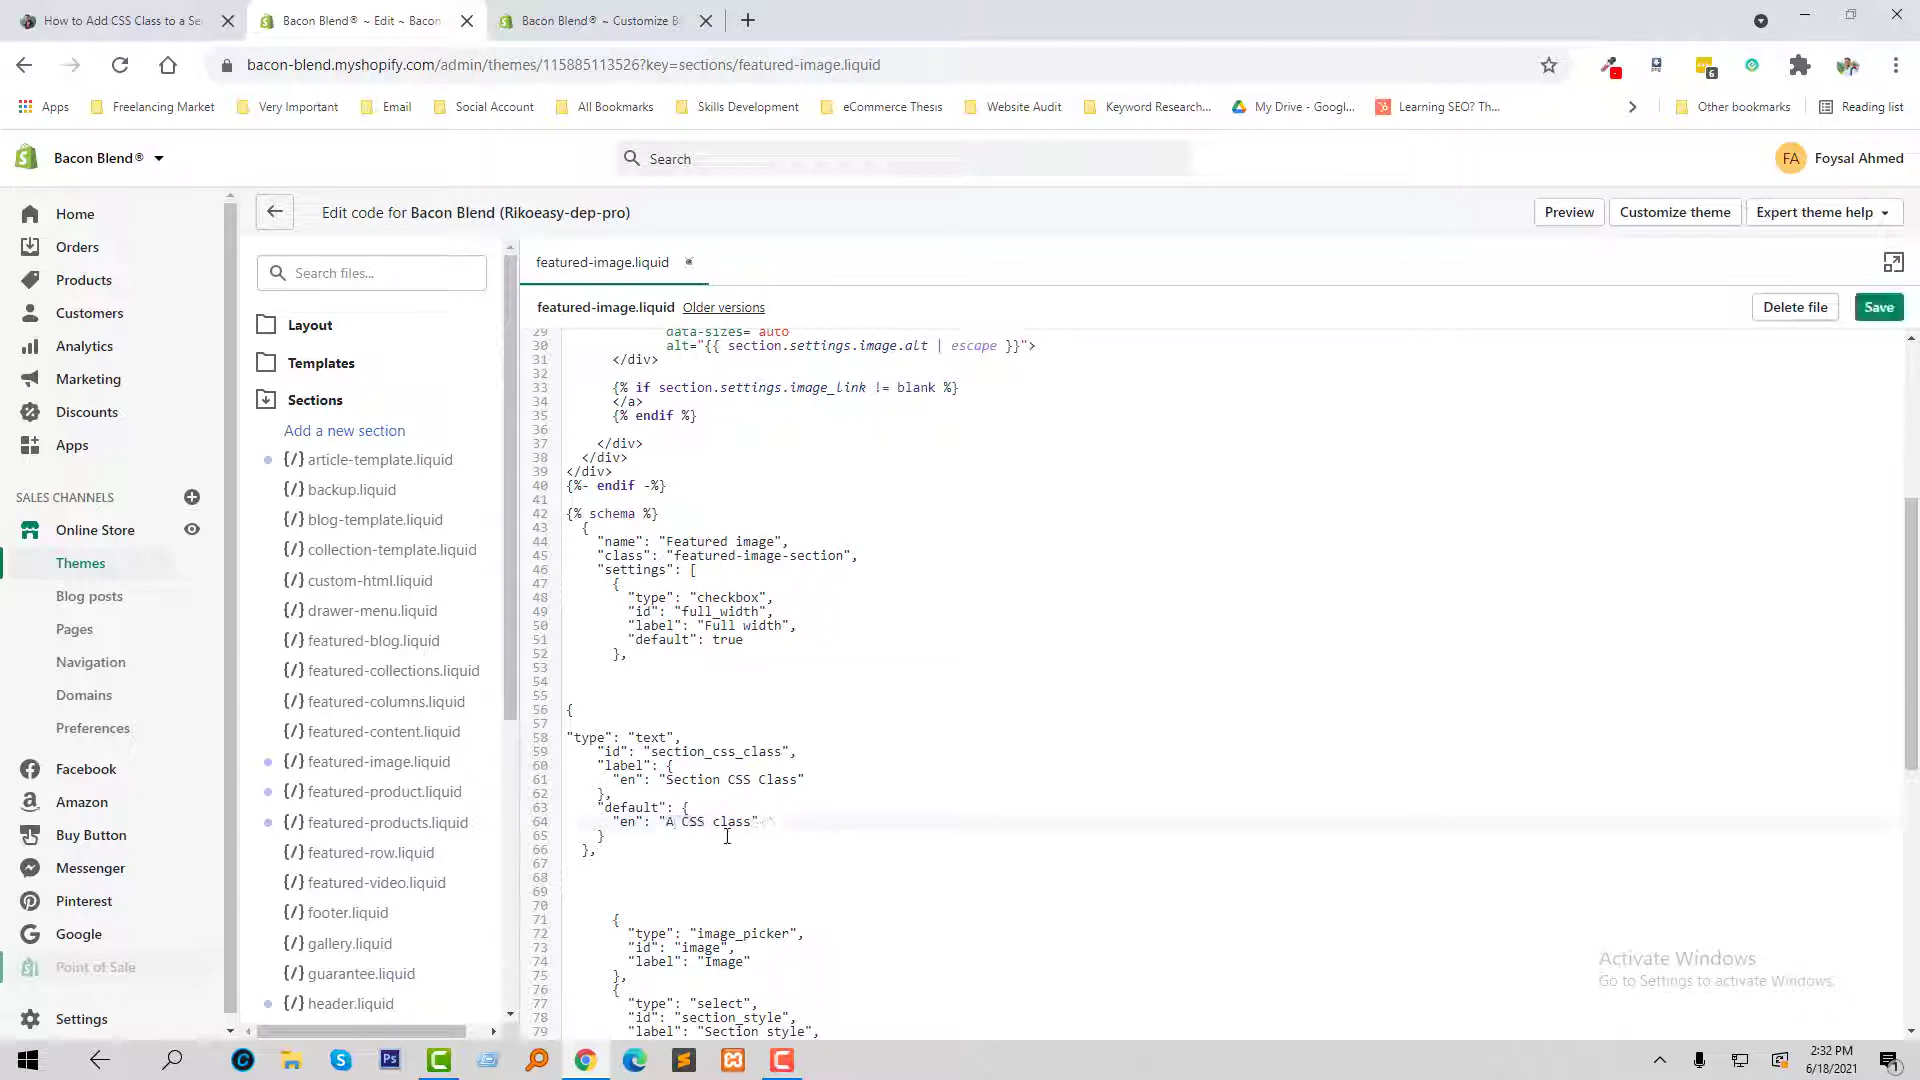 How to Add CSS Class to a Se
Bacon Blend® ~ Edit ~ Bacon
Bacon Blend® ~ Customize B
bacon-blend.myshopify.com/admin/themes/115885113526?key=sections/featured-image.liquid
6
Apps
Freelancing Market
Very Important
Email
Social Account
All Bookmarks
Skills Development
eCommerce Thesis
Website Audit
Keyword Research...
My Drive - Googl...
Learning SEO? Th...
Other bookmarks
Reading list
Bacon Blend®
Search
FA
Foysal Ahmed
Home
Orders
Products
Customers
Analytics
Marketing
Discounts
Apps
SALES CHANNELS
Online Store
Themes
Blog posts
Pages
Navigation
Domains
Preferences
Facebook
Amazon
Buy Button
Messenger
Pinterest
Google
Point of Sale
Settings
Edit code for Bacon Blend (Rikoeasy-dep-pro)
Preview
Customize theme
Expert theme help
Search files...
Layout
Templates
Sections
Add a new section
{/} article-template.liquid
{/} backup.liquid
{/} blog-template.liquid
{/} collection-template.liquid
{/} custom-html.liquid
{/} drawer-menu.liquid
{/} featured-blog.liquid
{/} featured-collections.liquid
{/} featured-columns.liquid
{/} featured-content.liquid
{/} featured-image.liquid
{/} featured-product.liquid
{/} featured-products.liquid
{/} featured-row.liquid
{/} featured-video.liquid
{/} footer.liquid
{/} gallery.liquid
{/} guarantee.liquid
{/} header.liquid
featured-image.liquid
featured-image.liquid Older versions
Delete file
Save
29 data-sizes= auto
30 alt="{{ section.settings.image.alt | escape }}">
31 </div>
32
33 {% if section.settings.image_link != blank %}
34 </a>
35 {% endif %}
36
37 </div>
38 </div>
39 </div>
40 {%- endif -%}
41
42 {% schema %}
43 {
44 "name": "Featured image",
45 "class": "featured-image-section",
46 "settings": [
47 {
48 "type": "checkbox",
49 "id": "full_width",
50 "label": "Full width",
51 "default": true
52 },
53
54
55
56 {
57
58 "type": "text",
59 "id": "section_css_class",
60 "label": {
61 "en": "Section CSS Class"
62 },
63 "default": {
64 "en": "A CSS class"
65 }
66 },
67
68
69
70
71 {
72 "type": "image_picker",
73 "id": "image",
74 "label": "Image"
75 },
76 {
77 "type": "select",
78 "id": "section_style",
79 "label": "Section style",
Activate Windows
Go to Settings to activate Windows.
2:32 PM
6/18/2021